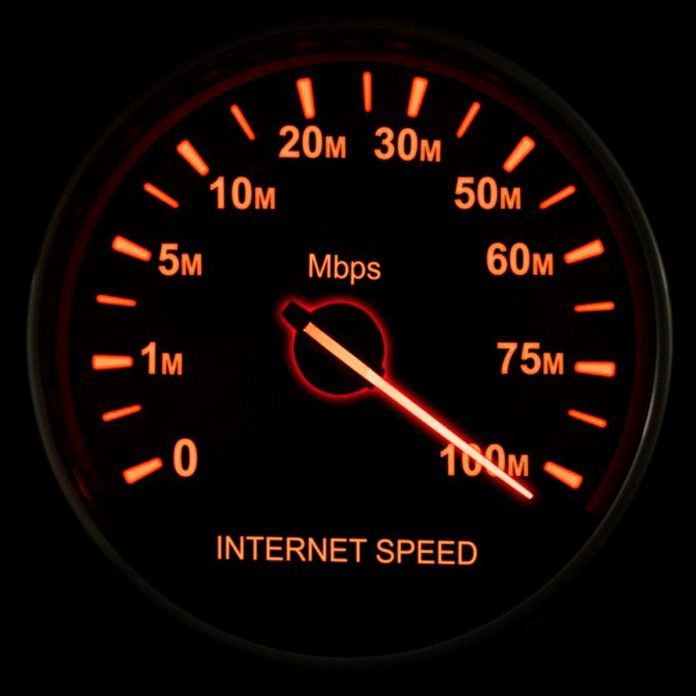 20M 30M
10M 50M
Mbps
5M 60M
1M 75M
0 100M
INTERNET SPEED